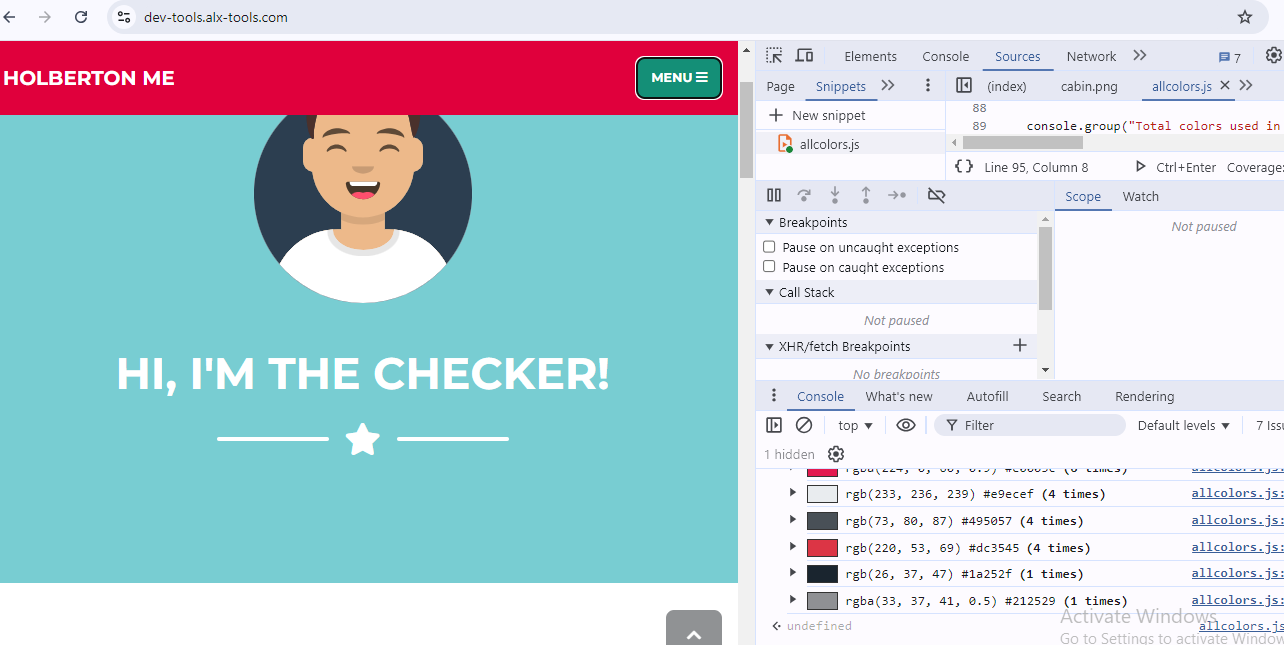 dev-tools.alx-tools.com
HOLBERTON ME
MENU
HI, I'M THE CHECKER!
Elements Console Sources Network 7
Page Snippets
(index) cabin.png allcolors.js
New snippet
allcolors.js
88
89 console.group("Total colors used in
{} Line 95, Column 8 Ctrl+Enter Coverage:
Scope Watch
Breakpoints
Pause on uncaught exceptions
Pause on caught exceptions
Call Stack
Not paused
XHR/fetch Breakpoints
No breakpoints
Not paused
Console What's new Autofill Search Rendering
top Filter Default levels 7 Issu
1 hidden
allcolors.js:
rgb(233, 236, 239) #e9ecef (4 times) allcolors.js:
rgb(73, 80, 87) #495057 (4 times) allcolors.js:
rgb(220, 53, 69) #dc3545 (4 times) allcolors.js:
rgb(26, 37, 47) #1a252f (1 times) allcolors.js:
rgba(33, 37, 41, 0.5) #212529 (1 times) allcolors.js:
undefined allcolors.js
Activate Windows
Go to Settings to activate Window